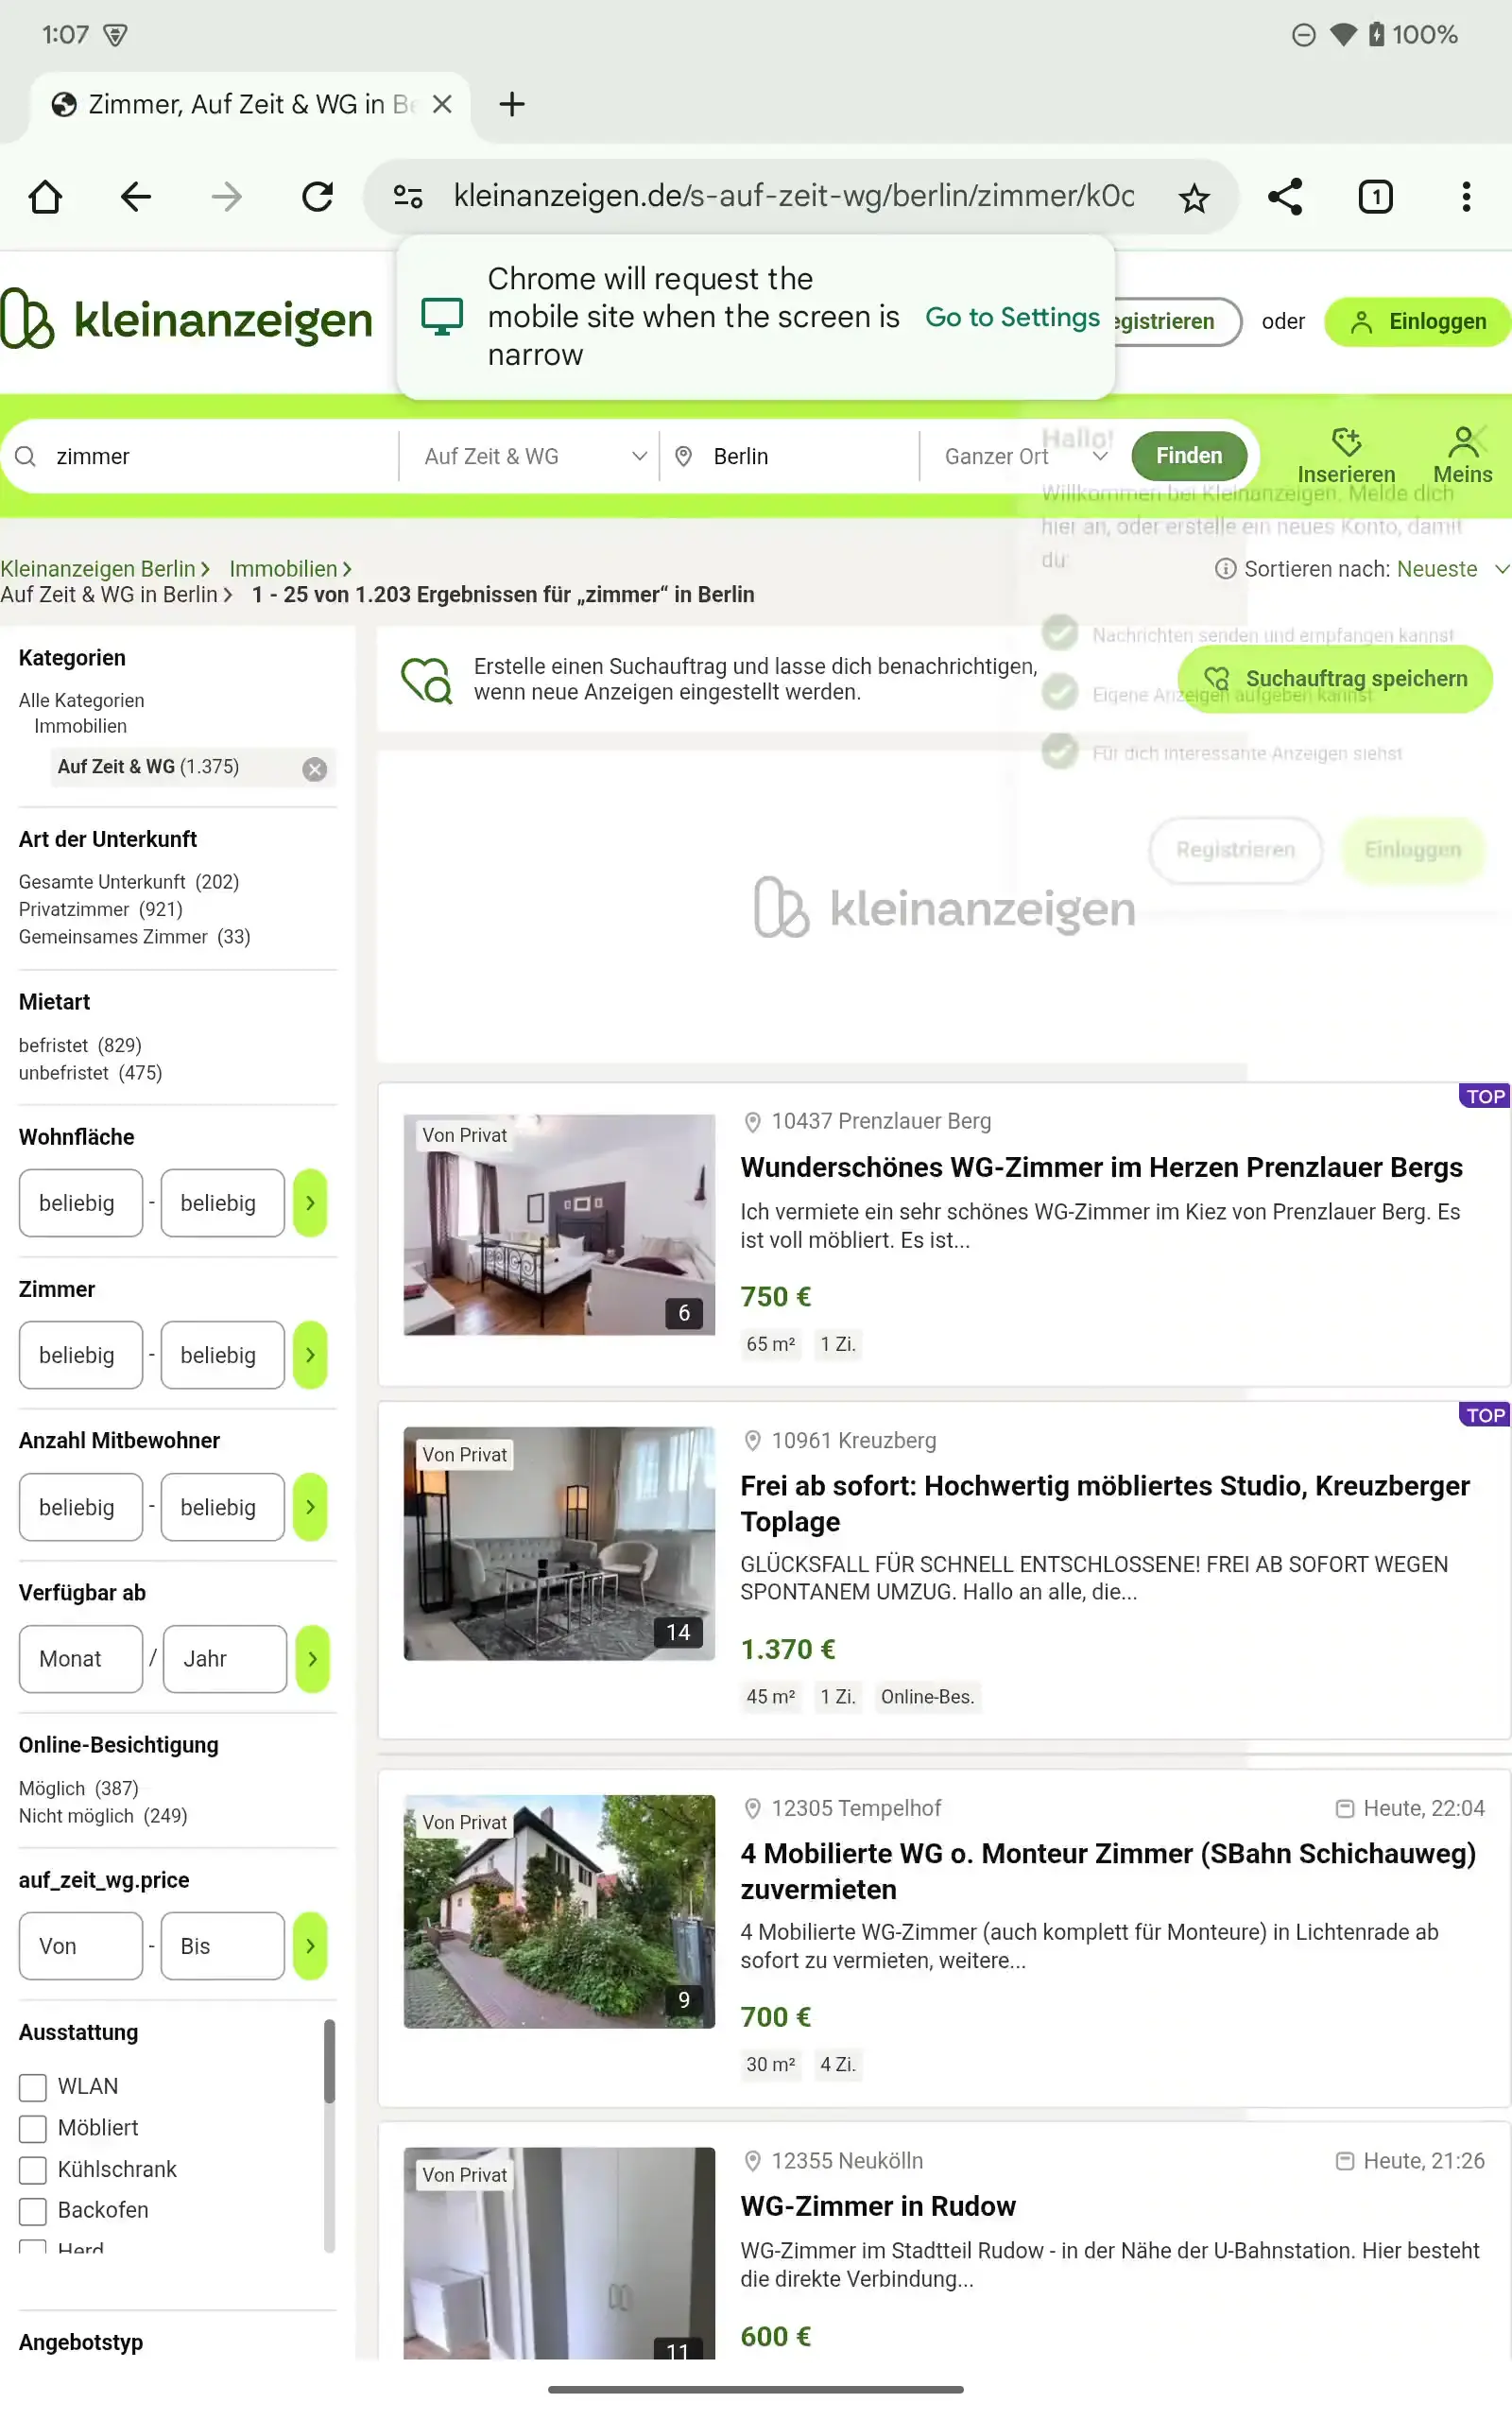 1:07
100%
Zimmer, Auf Zeit & WG in Be
kleinanzeigen.de/s-auf-zeit-wg/berlin/zimmer/k0c
1
Chrome will request the
mobile site when the screen is
narrow
Go to Settings
kleinanzeigen
egistrieren
oder
Einloggen
zimmer
Auf Zeit & WG
Berlin
Ganzer Ort
Finden
Inserieren
Meins
Hallo!
Willkommen bei Kleinanzeigen. Melde dich
hier an, oder erstelle ein neues Konto, damit
du:
Nachrichten senden und empfangen kannst
Eigene Anzeigen aufgeben kannst
Für dich interessante Anzeigen siehst
Registrieren
Einloggen
Kleinanzeigen Berlin
Immobilien
Auf Zeit & WG in Berlin
1 - 25 von 1.203 Ergebnissen für „zimmer“ in Berlin
Sortieren nach: Neueste
Kategorien
Alle Kategorien
Immobilien
Auf Zeit & WG (1.375)
Art der Unterkunft
Gesamte Unterkunft (202)
Privatzimmer (921)
Gemeinsames Zimmer (33)
Mietart
befristet (829)
unbefristet (475)
Wohnfläche
beliebig - beliebig
Zimmer
beliebig - beliebig
Anzahl Mitbewohner
beliebig - beliebig
Verfügbar ab
Monat / Jahr
Online-Besichtigung
Möglich (387)
Nicht möglich (249)
auf_zeit_wg.price
Von - Bis
Ausstattung
WLAN
Möbliert
Kühlschrank
Backofen
Herd
Angebotstyp
Erstelle einen Suchauftrag und lasse dich benachrichtigen,
wenn neue Anzeigen eingestellt werden.
Suchauftrag speichern
kleinanzeigen
TOP
Von Privat
6
10437 Prenzlauer Berg
Wunderschönes WG-Zimmer im Herzen Prenzlauer Bergs
Ich vermiete ein sehr schönes WG-Zimmer im Kiez von Prenzlauer Berg. Es
ist voll möbliert. Es ist...
750 €
65 m² 1 Zi.
TOP
Von Privat
14
10961 Kreuzberg
Frei ab sofort: Hochwertig möbliertes Studio, Kreuzberger
Toplage
GLÜCKSFALL FÜR SCHNELL ENTSCHLOSSENE! FREI AB SOFORT WEGEN
SPONTANEM UMZUG. Hallo an alle, die...
1.370 €
45 m² 1 Zi. Online-Bes.
Von Privat
9
12305 Tempelhof
Heute, 22:04
4 Mobilierte WG o. Monteur Zimmer (SBahn Schichauweg)
zuvermieten
4 Mobilierte WG-Zimmer (auch komplett für Monteure) in Lichtenrade ab
sofort zu vermieten, weitere...
700 €
30 m² 4 Zi.
Von Privat
11
12355 Neukölln
Heute, 21:26
WG-Zimmer in Rudow
WG-Zimmer im Stadtteil Rudow - in der Nähe der U-Bahnstation. Hier besteht
die direkte Verbindung...
600 €